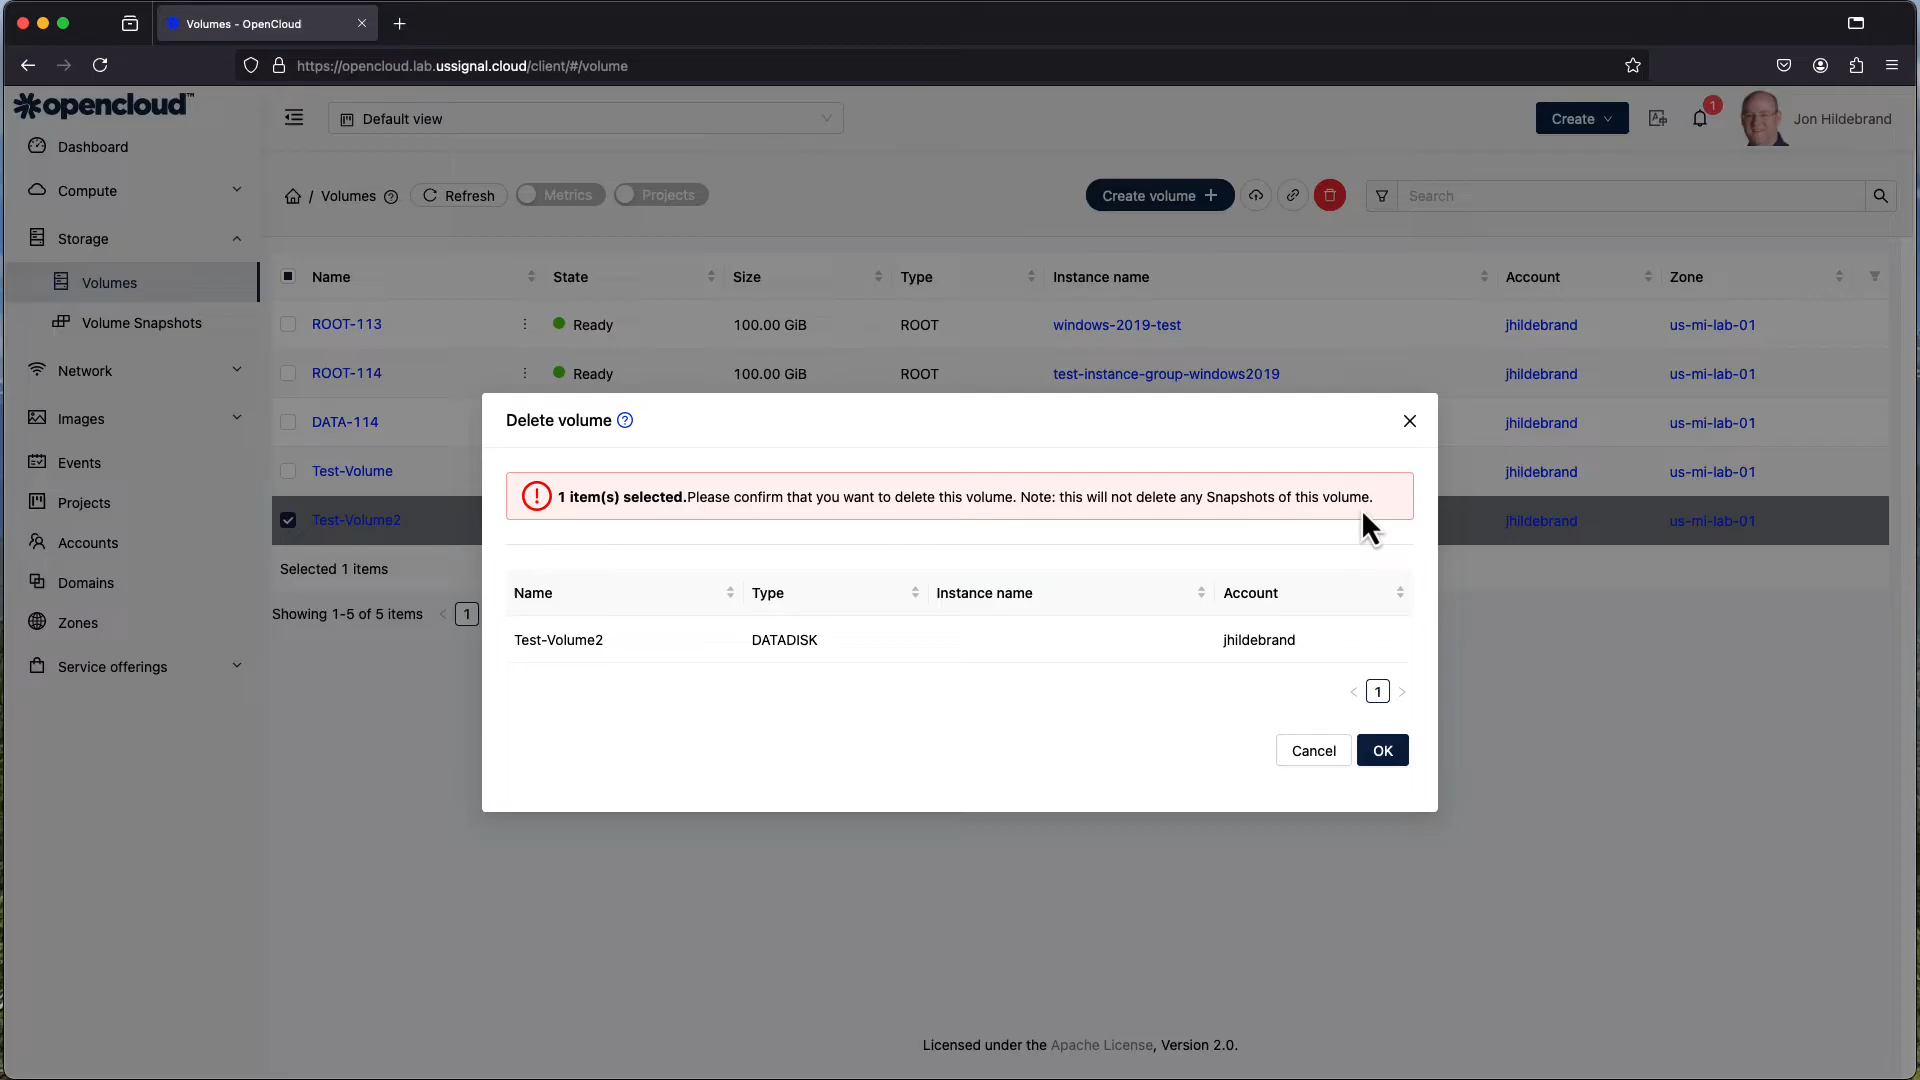 Volumes - OpenCloud
https://opencloud.lab.ussignal.cloud/client/#/volume
opencloud™
Default view
Create
1
Jon Hildebrand
Dashboard
Compute
Storage
Volumes
Volume Snapshots
Network
Images
Events
Projects
Accounts
Domains
Zones
Service offerings
/ Volumes
Refresh
Metrics
Projects
Create volume +
Search
Name State Size Type Instance name Account Zone
ROOT-113 Ready 100.00 GiB ROOT windows-2019-test jhildebrand us-mi-lab-01
ROOT-114 Ready 100.00 GiB ROOT test-instance-group-windows2019 jhildebrand us-mi-lab-01
DATA-114 jhildebrand us-mi-lab-01
Test-Volume jhildebrand us-mi-lab-01
Test-Volume2 jhildebrand us-mi-lab-01
Selected 1 items
Showing 1-5 of 5 items < 1
Delete volume ?
1 item(s) selected.Please confirm that you want to delete this volume. Note: this will not delete any Snapshots of this volume.
Name Type Instance name Account
Test-Volume2 DATADISK jhildebrand
< 1 >
Cancel OK
Licensed under the Apache License, Version 2.0.